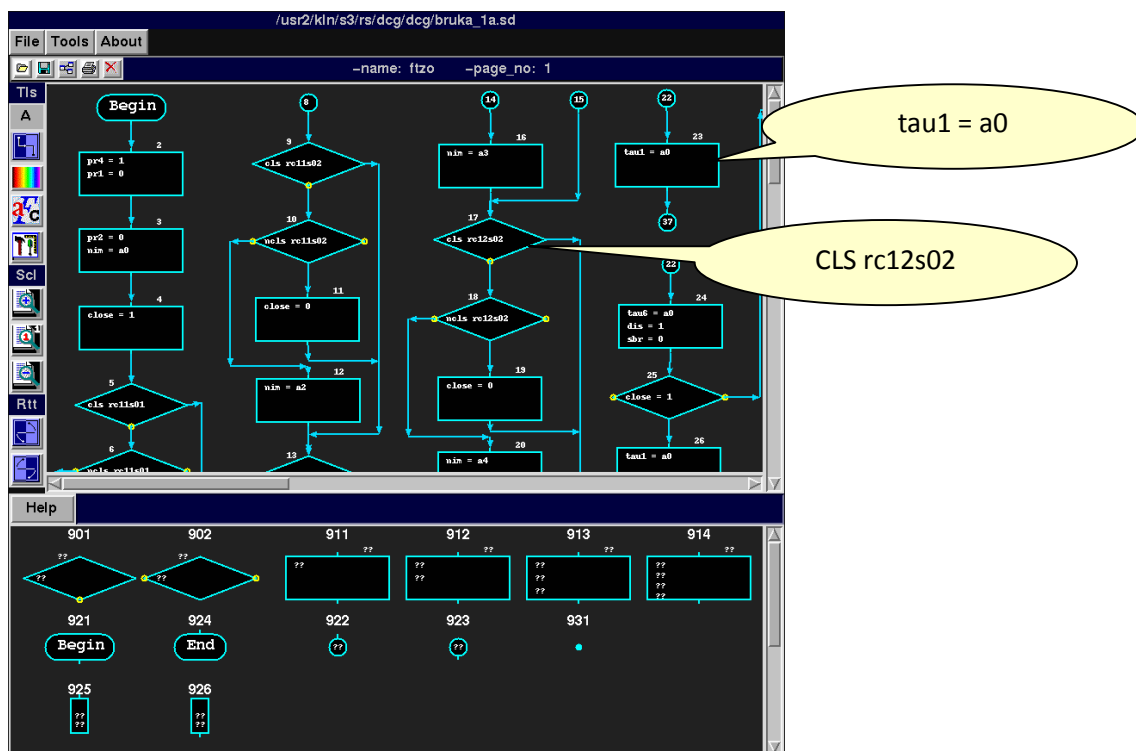 /usr2/kln/s3/rs/dcg/dcg/bruka_1a.sd
File Tools About
–name: ftzo –page_no: 1
Tls
A
Scl
Rtt
Begin
2
pr4 = 1
pr1 = 0
3
pr2 = 0
nim = a0
4
close = 1
5
cls rc11s01
6
ncls rc11s01
8
9
cls rc11s02
10
ncls rc11s02
11
close = 0
12
nim = a2
13
14
15
16
nim = a3
17
cls rc12s02
18
ncls rc12s02
19
close = 0
20
nim = a4
22
23
tau1 = a0
37
22
24
tau6 = a0
dis = 1
sbr = 0
25
close = 1
26
tau1 = a0
tau1 = a0
CLS rc12s02
Help
901 902 911 912 913 914
?? ?? ?? ?? ?? ??
?? ?? ?? ?? ?? ??
?? ?? ??
?? ??
??
921 924 922 923 931
Begin End ?? ??
925 926
?? ??
?? ??